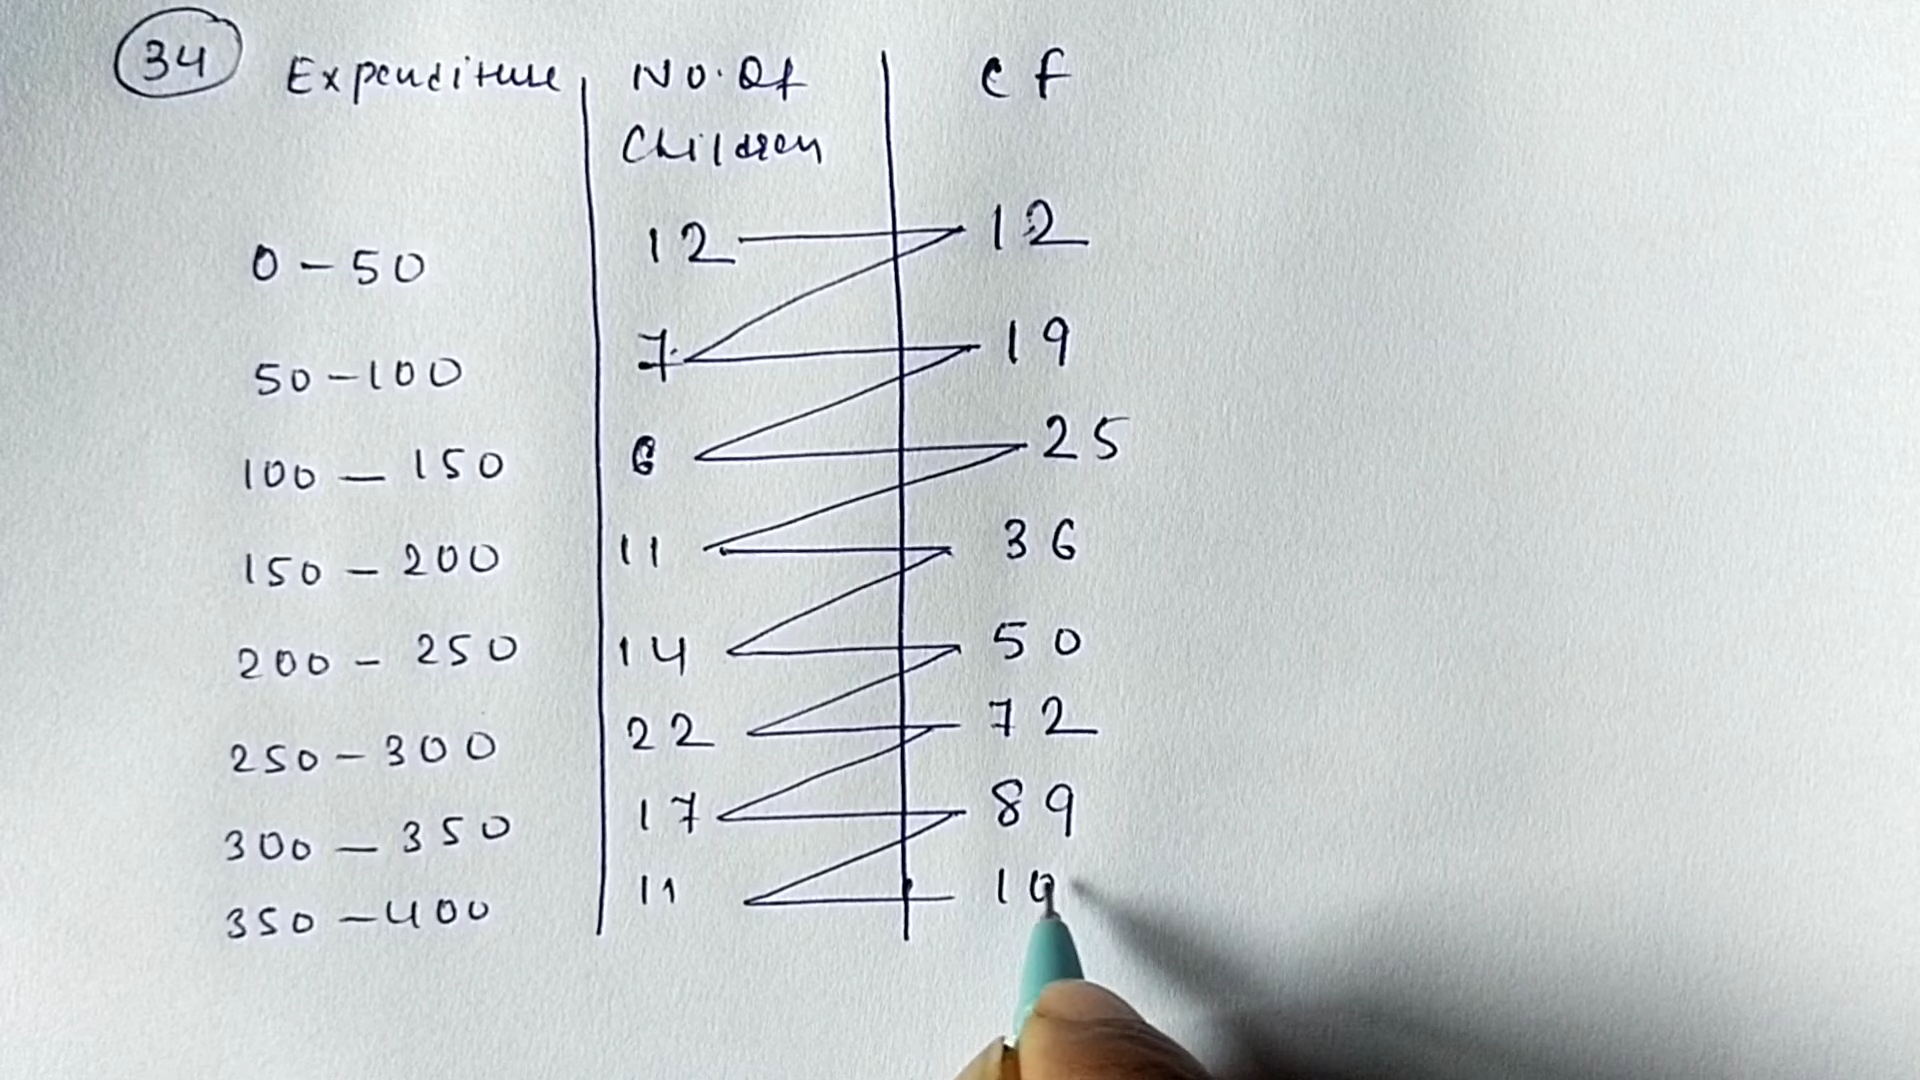 34 Expenditure No. Of cf
Children
0 - 50 12 12
50 - 100 7 19
100 - 150 6 25
150 - 200 11 36
200 - 250 14 50
250 - 300 22 72
300 - 350 17 89
350 - 400 11 10